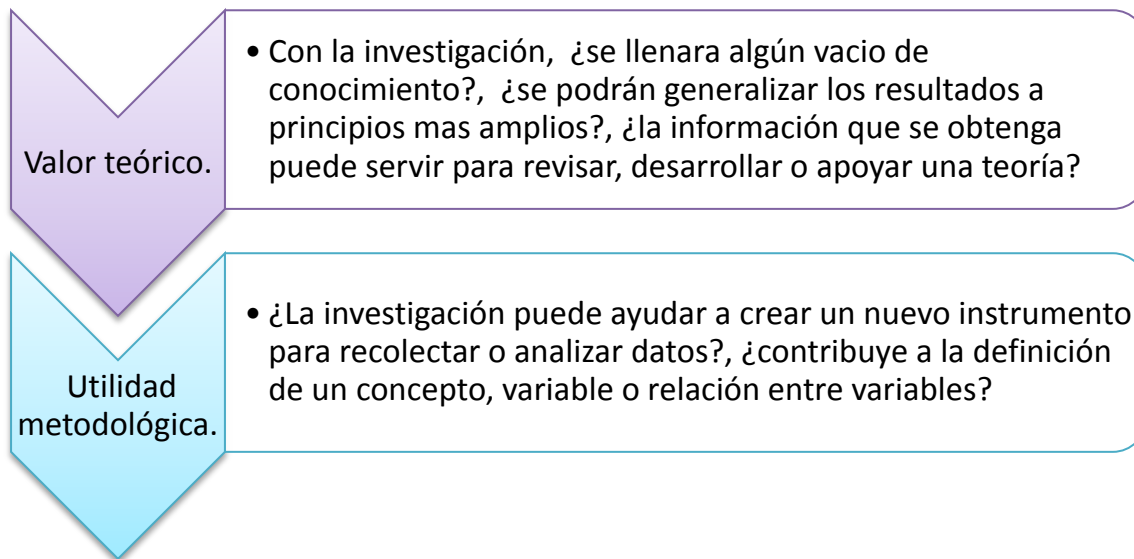 Valor teórico.
• Con la investigación, ¿se llenara algún vacio de
conocimiento?, ¿se podrán generalizar los resultados a
principios mas amplios?, ¿la información que se obtenga
puede servir para revisar, desarrollar o apoyar una teoría?
Utilidad
metodológica.
• ¿La investigación puede ayudar a crear un nuevo instrumento
para recolectar o analizar datos?, ¿contribuye a la definición
de un concepto, variable o relación entre variables?